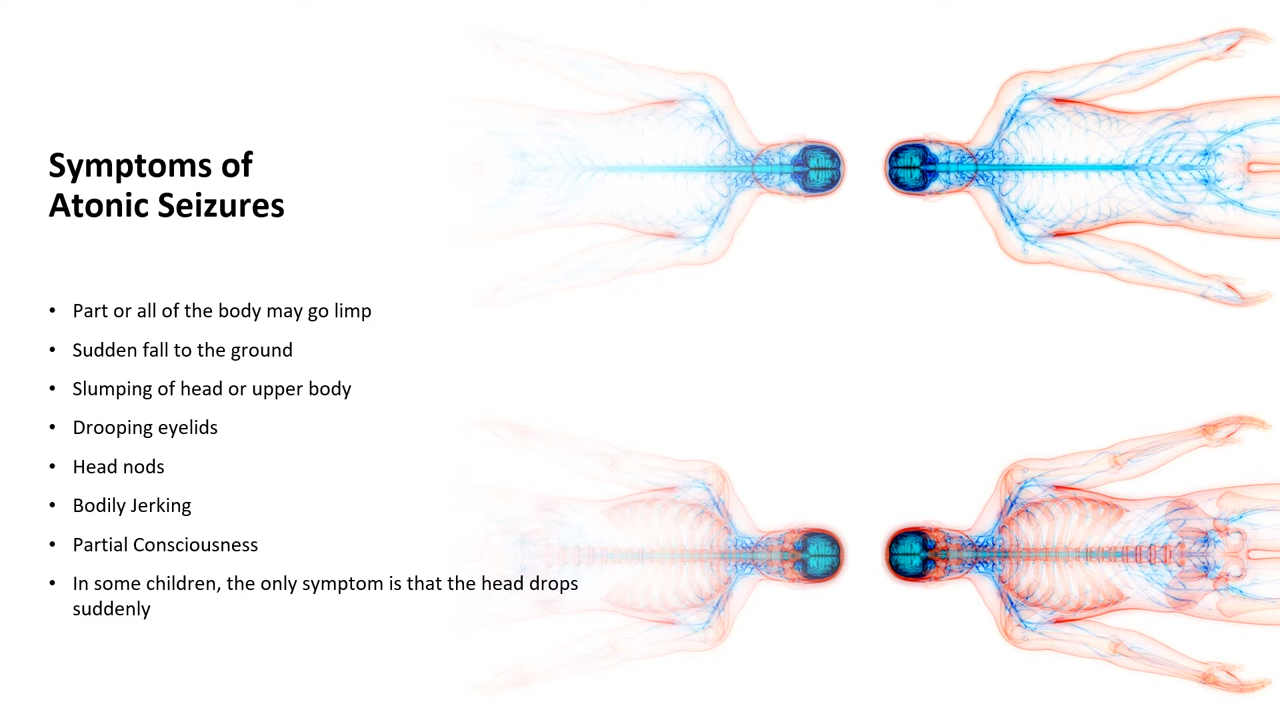 Symptoms of
Atonic Seizures
• Part or all of the body may go limp
• Sudden fall to the ground
• Slumping of head or upper body
• Drooping eyelids
• Head nods
• Bodily Jerking
• Partial Consciousness
• In some children, the only symptom is that the head drops
suddenly